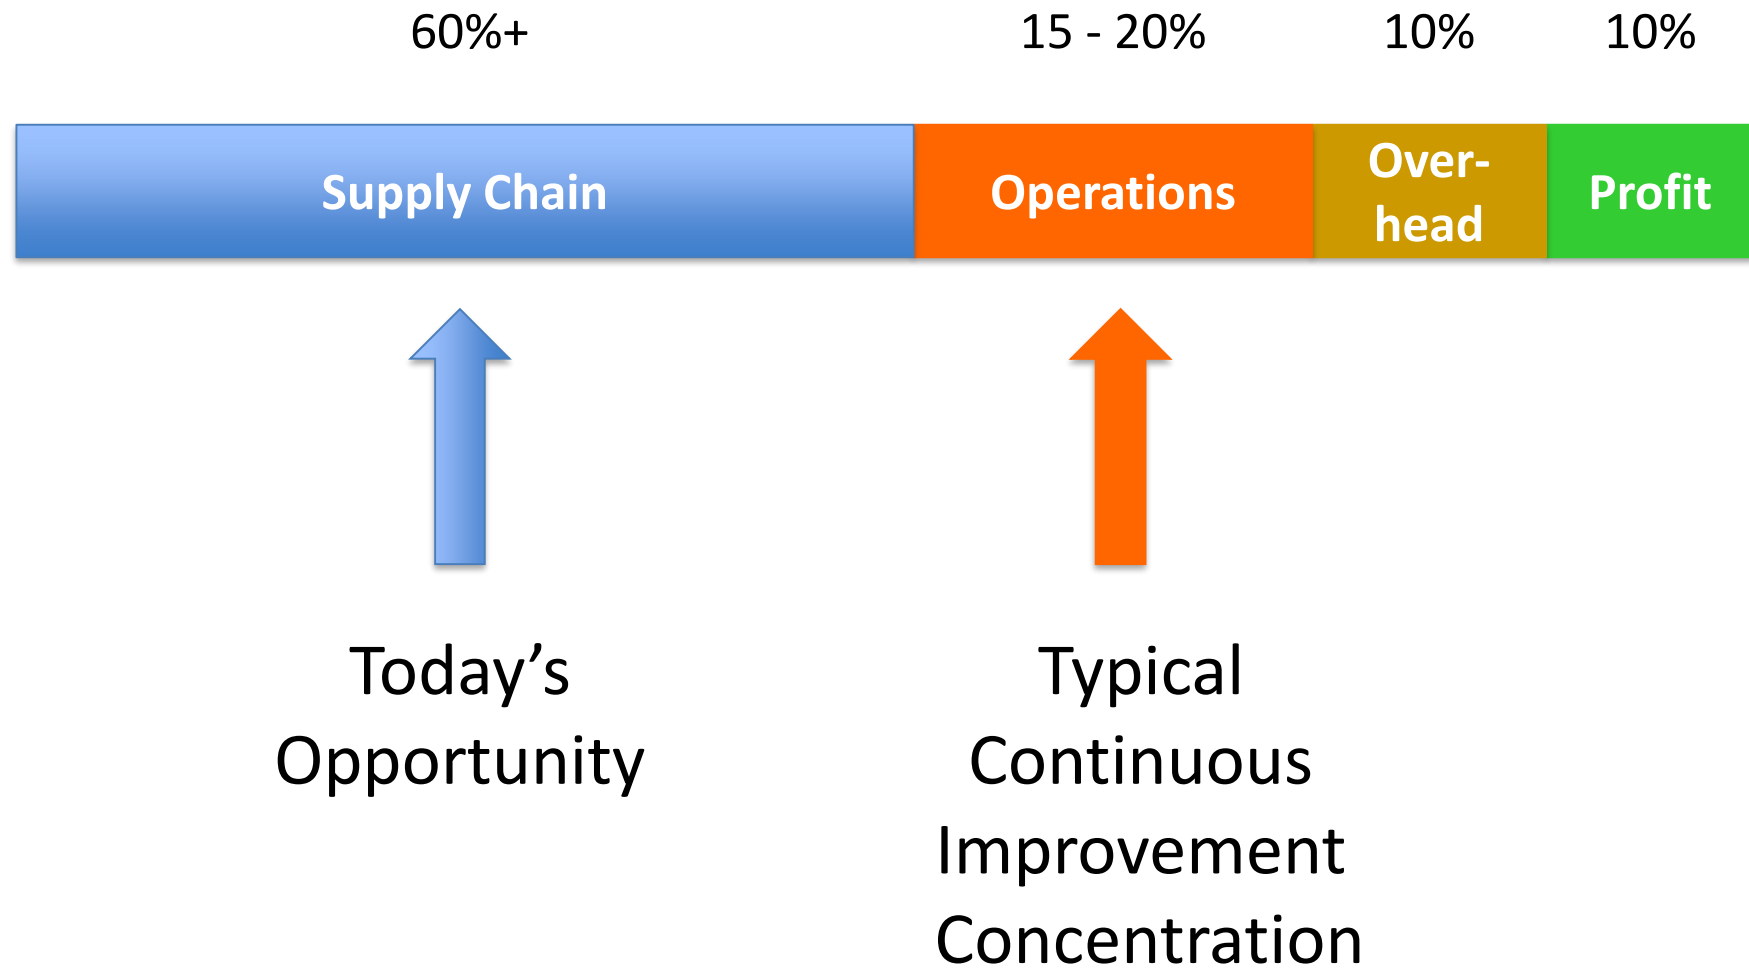 60%+
15 - 20%
10%
10%
Supply Chain
Operations
Over-
head
Profit
Today’s
Opportunity
Typical
Continuous
Improvement
Concentration